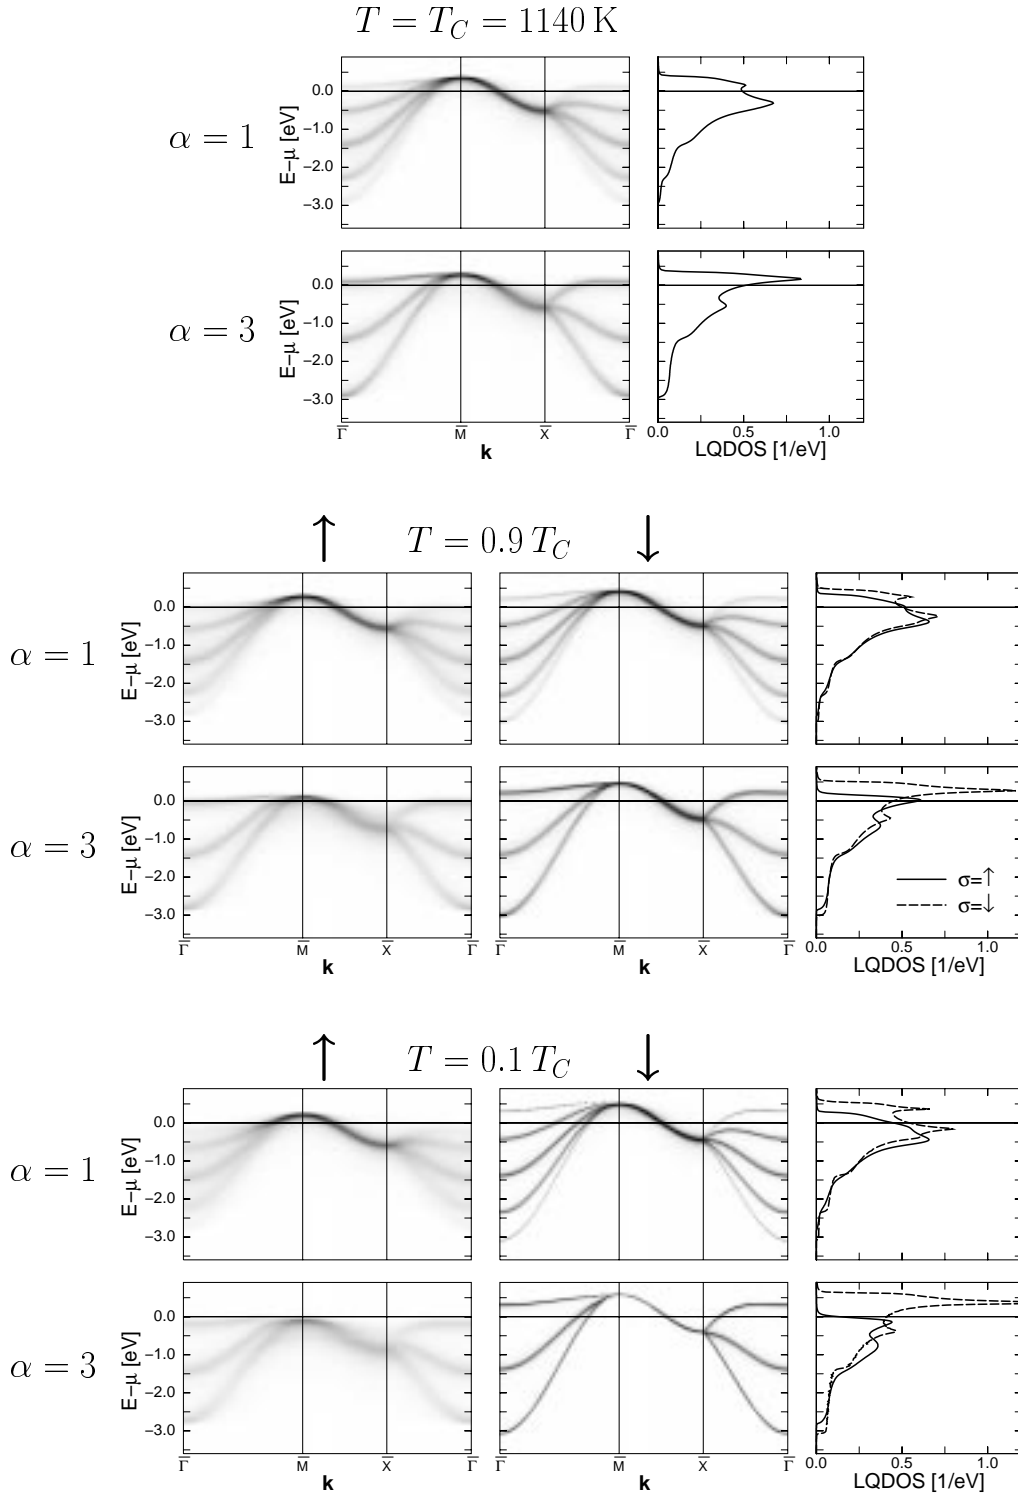 T = T_C = 1140 K
α = 1
E−μ [eV]
0.0
−1.0
−2.0
−3.0
α = 3
E−μ [eV]
0.0
−1.0
−2.0
−3.0
Γ̅ M̅ X̅ Γ̅
k
0.0 0.5 1.0
LQDOS [1/eV]
↑ T = 0.9 T_C ↓
α = 1
E−μ [eV]
0.0
−1.0
−2.0
−3.0
α = 3
E−μ [eV]
0.0
−1.0
−2.0
−3.0
σ=↑
σ=↓
Γ̅ M̅ X̅ Γ̅
k
Γ̅ M̅ X̅ Γ̅
k
0.0 0.5 1.0
LQDOS [1/eV]
↑ T = 0.1 T_C ↓
α = 1
E−μ [eV]
0.0
−1.0
−2.0
−3.0
α = 3
E−μ [eV]
0.0
−1.0
−2.0
−3.0
Γ̅ M̅ X̅ Γ̅
k
Γ̅ M̅ X̅ Γ̅
k
0.0 0.5 1.0
LQDOS [1/eV]